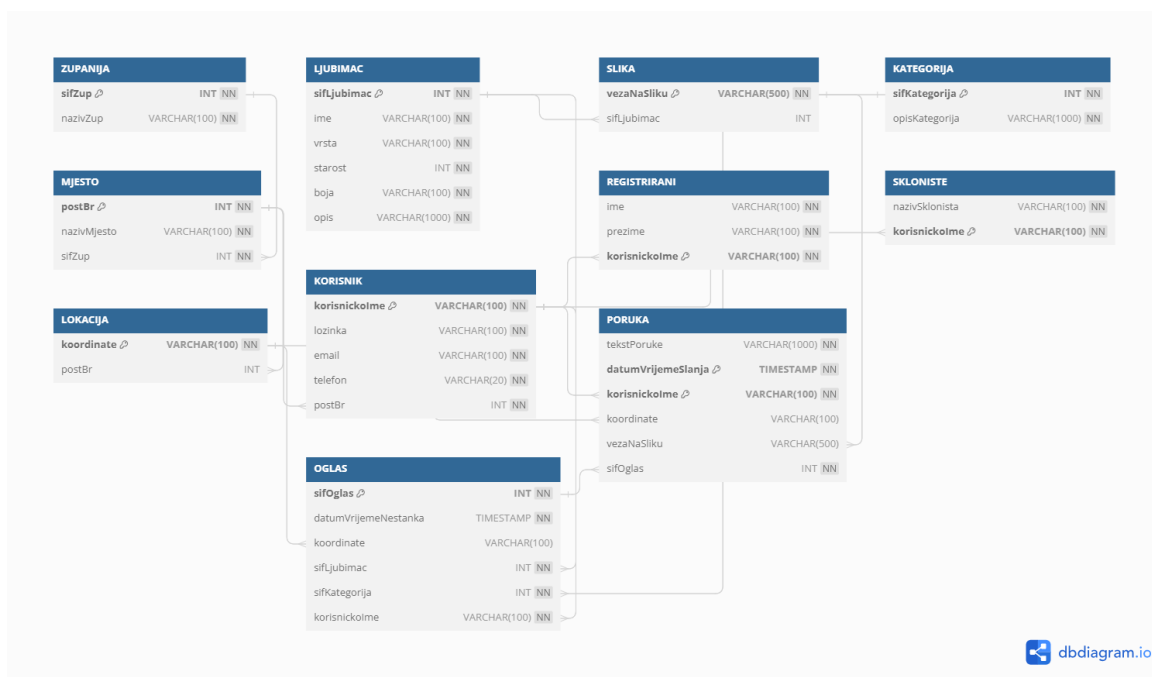 ZUPANIJA
sifZup INT NN
nazivZup VARCHAR(100) NN
LJUBIMAC
sifLjubimac INT NN
ime VARCHAR(100) NN
vrsta VARCHAR(100) NN
starost INT NN
boja VARCHAR(100) NN
opis VARCHAR(1000) NN
SLIKA
vezaNaSliku VARCHAR(500) NN
sifLjubimac INT
KATEGORIJA
sifKategorija INT NN
opisKategorija VARCHAR(1000) NN
MJESTO
postBr INT NN
nazivMjesto VARCHAR(100) NN
sifZup INT NN
REGISTRIRANI
ime VARCHAR(100) NN
prezime VARCHAR(100) NN
korisnickoIme VARCHAR(100) NN
SKLONISTE
nazivSklonista VARCHAR(100) NN
korisnickoIme VARCHAR(100) NN
KORISNIK
korisnickoIme VARCHAR(100) NN
lozinka VARCHAR(100) NN
email VARCHAR(100) NN
telefon VARCHAR(20) NN
postBr INT NN
LOKACIJA
koordinate VARCHAR(100) NN
postBr INT
PORUKA
tekstPoruke VARCHAR(1000) NN
datumVrijemeSlanja TIMESTAMP NN
korisnickoIme VARCHAR(100) NN
koordinate VARCHAR(100)
vezaNaSliku VARCHAR(500)
sifOglas INT NN
OGLAS
sifOglas INT NN
datumVrijemeNestanka TIMESTAMP NN
koordinate VARCHAR(100)
sifLjubimac INT NN
sifKategorija INT NN
korisnickoIme VARCHAR(100) NN
dbdiagram.io